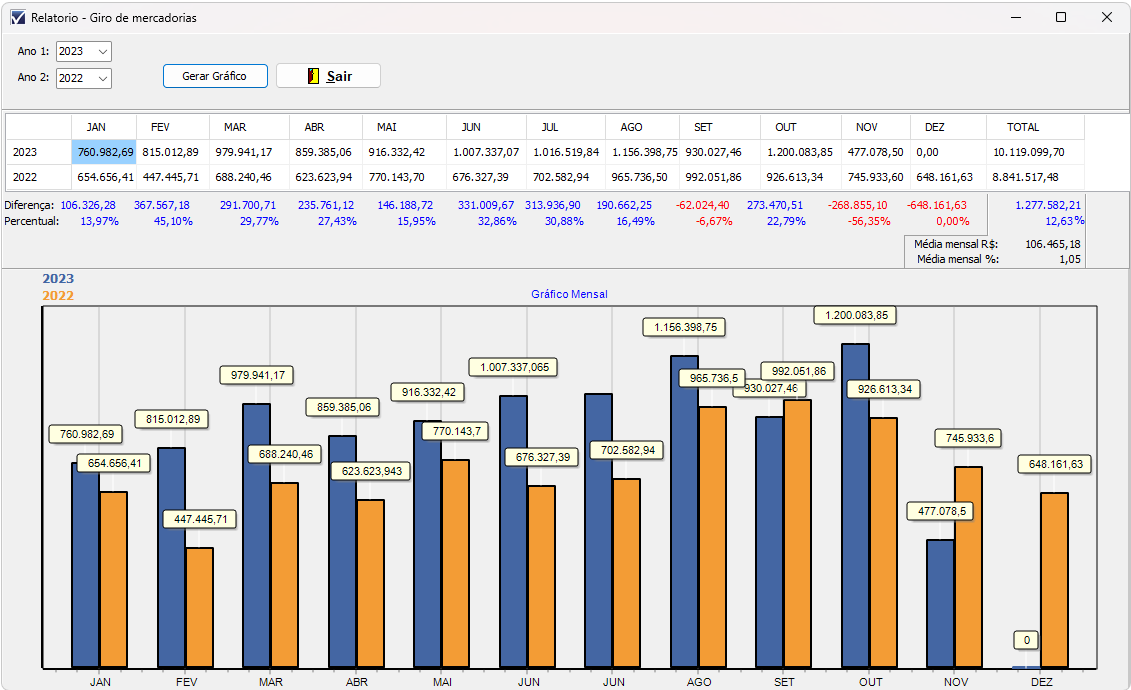 Relatorio - Giro de mercadorias
Ano 1: 2023
Ano 2: 2022
Gerar Gráfico Sair
JAN FEV MAR ABR MAI JUN JUL AGO SET OUT NOV DEZ TOTAL
2023 760.982,69 815.012,89 979.941,17 859.385,06 916.332,42 1.007.337,07 1.016.519,84 1.156.398,75 930.027,46 1.200.083,85 477.078,50 0,00 10.119.099,70
2022 654.656,41 447.445,71 688.240,46 623.623,94 770.143,70 676.327,39 702.582,94 965.736,50 992.051,86 926.613,34 745.933,60 648.161,63 8.841.517,48
Diferença: 106.326,28 367.567,18 291.700,71 235.761,12 146.188,72 331.009,67 313.936,90 190.662,25 -62.024,40 273.470,51 -268.855,10 -648.161,63 1.277.582,21
Percentual: 13,97% 45,10% 29,77% 27,43% 15,95% 32,86% 30,88% 16,49% -6,67% 22,79% -56,35% 0,00% 12,63%
Média mensal R$: 106.465,18
Média mensal %: 1,05
2023
2022
Gráfico Mensal
760.982,69
654.656,41
815.012,89
447.445,71
979.941,17
688.240,46
859.385,06
623.623,943
916.332,42
770.143,7
1.007.337,065
676.327,39
702.582,94
1.156.398,75
965.736,5
930.027,46
992.051,86
1.200.083,85
926.613,34
477.078,5
745.933,6
0
648.161,63
JAN FEV MAR ABR MAI JUN JUN AGO SET OUT NOV DEZ